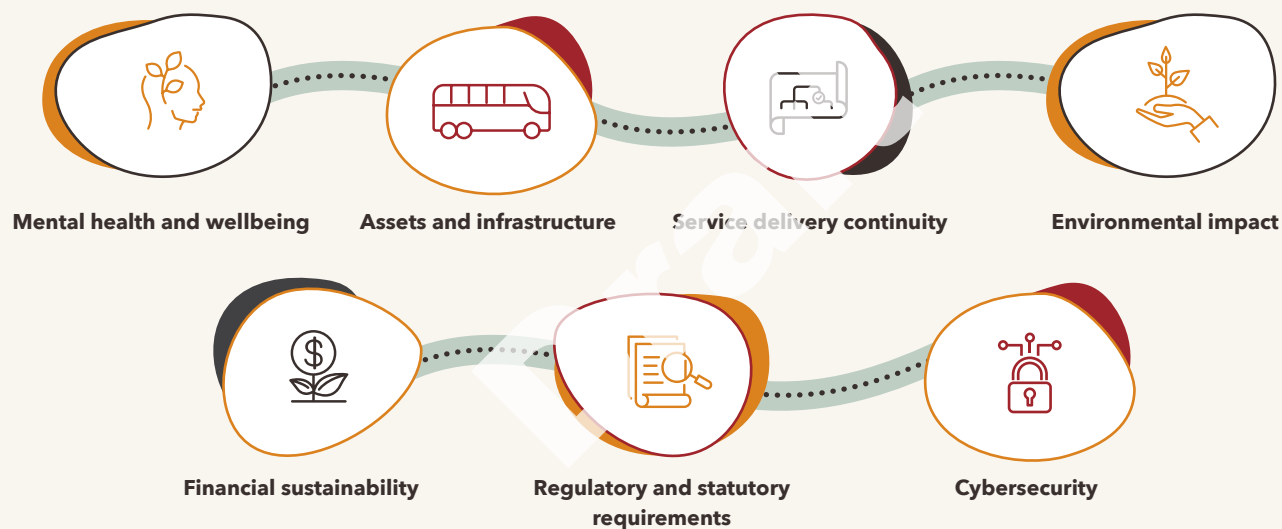 Mental health and wellbeing
Assets and infrastructure
Service delivery continuity
Environmental impact
Draft
$
Financial sustainability
Regulatory and statutory
requirements
Cybersecurity